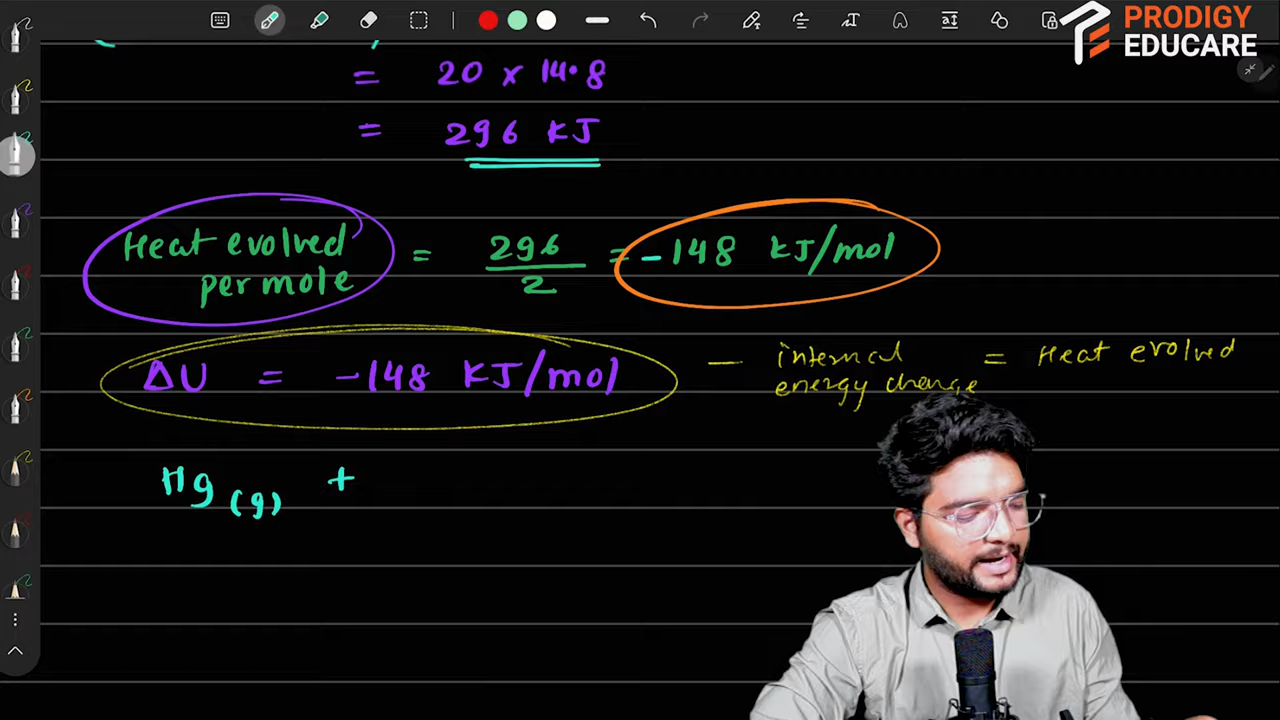 PRODIGY
EDUCARE
= 20 x 14.8
= 296 KJ
Heat evolved per mole = 296/2 = -148 KJ/mol
ΔU = -148 KJ/mol — internal energy change = Heat evolved
Hg (g) +